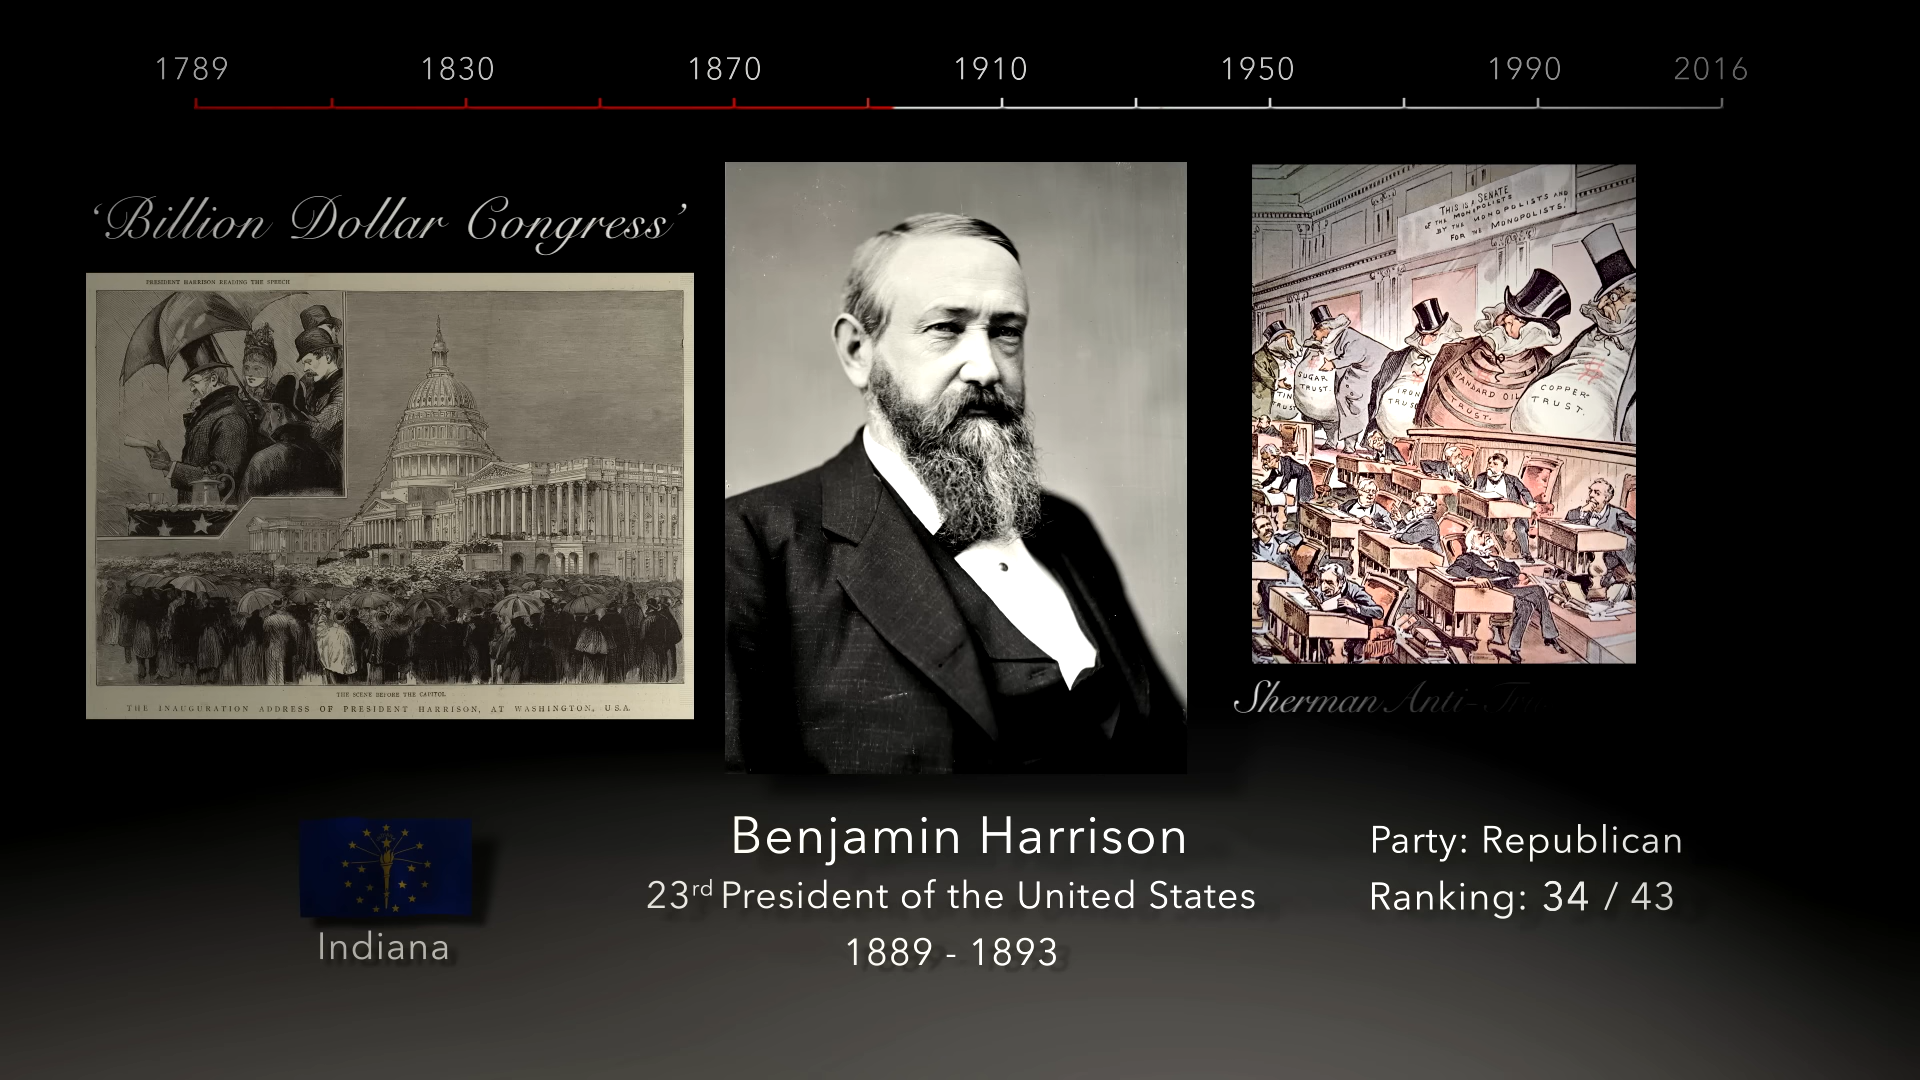 1789 1830 1870 1910 1950 1990 2016
‘Billion Dollar Congress’
PRESIDENT HARRISON READING THE SPEECH
THE SCENE BEFORE THE CAPITOL
THE INAUGURATION ADDRESS OF PRESIDENT HARRISON, AT WASHINGTON, U.S.A.
THIS IS A SENATE
OF THE MONOPOLISTS
BY THE MONOPOLISTS AND
FOR THE MONOPOLISTS!
TIN
TRUST
SUGAR
TRUST.
IRON
TRUST
STANDARD OIL
TRUST.
COPPER
TRUST.
Sherman Anti-
Indiana
Benjamin Harrison
23rd President of the United States
1889 - 1893
Party: Republican
Ranking: 34 / 43